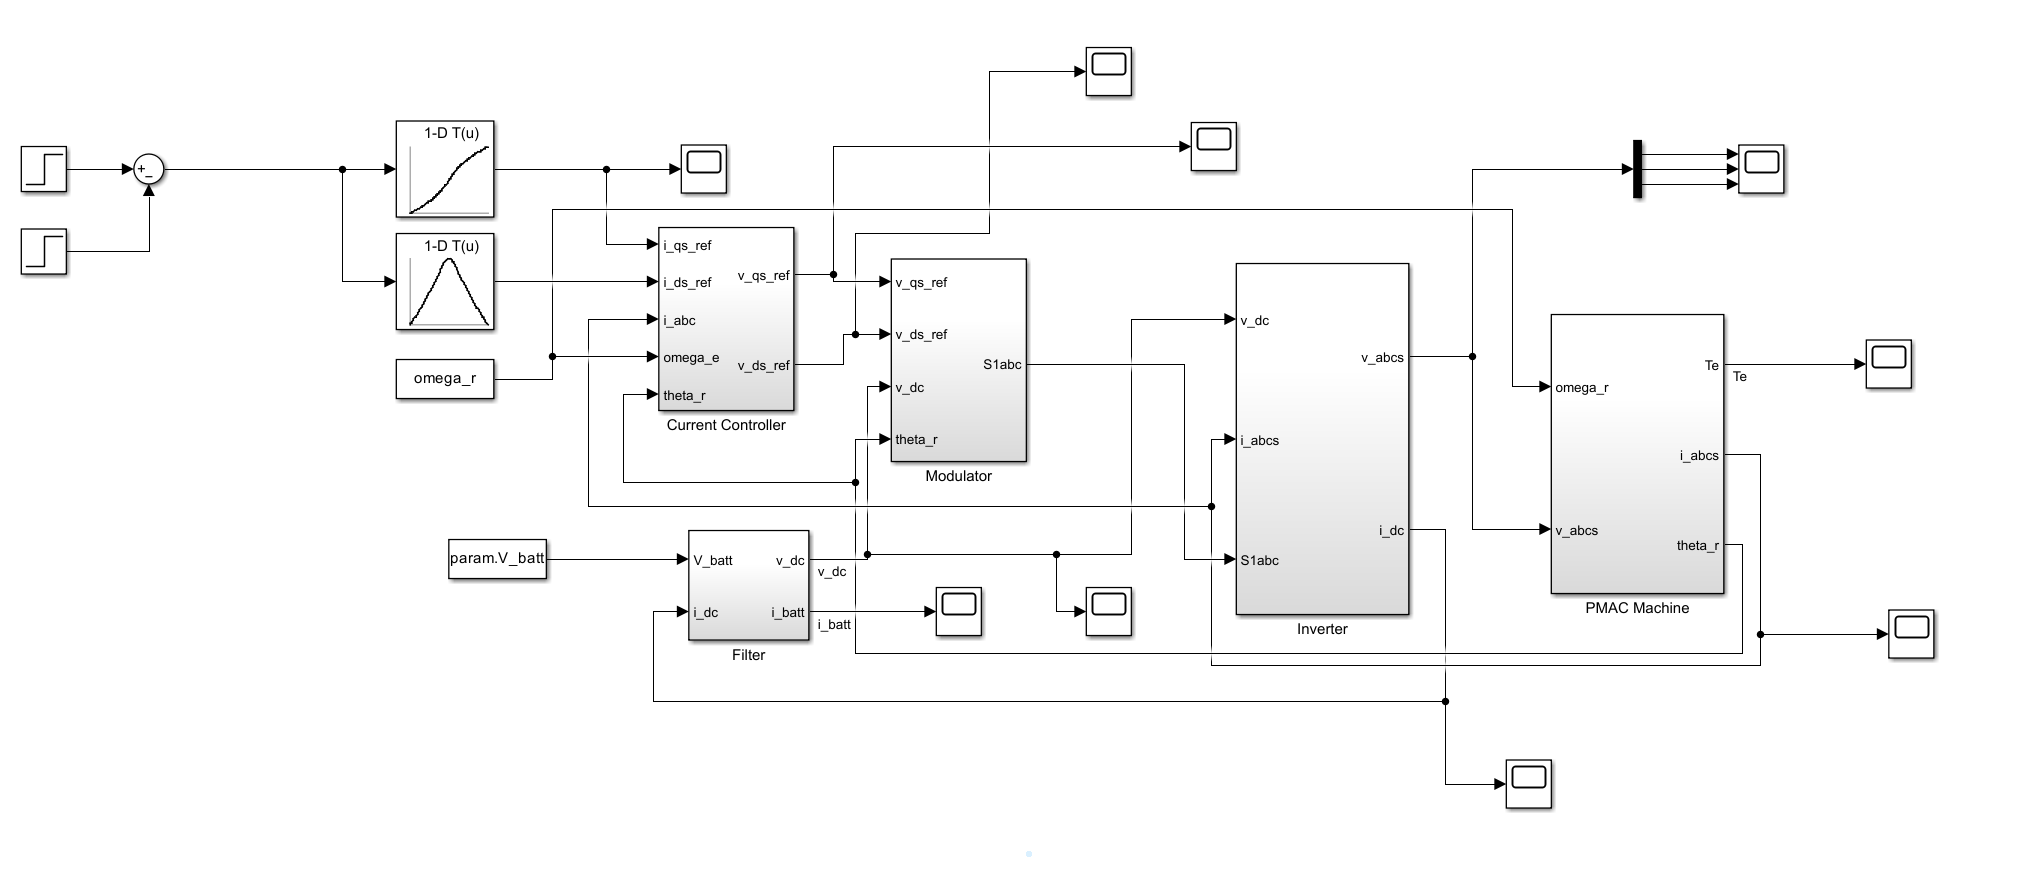 1-D T(u)
1-D T(u)
omega_r
i_qs_ref
i_ds_ref
i_abc
omega_e
theta_r
v_qs_ref
v_ds_ref
Current Controller
v_qs_ref
v_ds_ref
v_dc
theta_r
S1abc
Modulator
param.V_batt
V_batt
i_dc
v_dc
i_batt
v_dc
i_batt
Filter
v_dc
i_abcs
S1abc
v_abcs
i_dc
Inverter
omega_r
v_abcs
Te
i_abcs
theta_r
Te
PMAC Machine